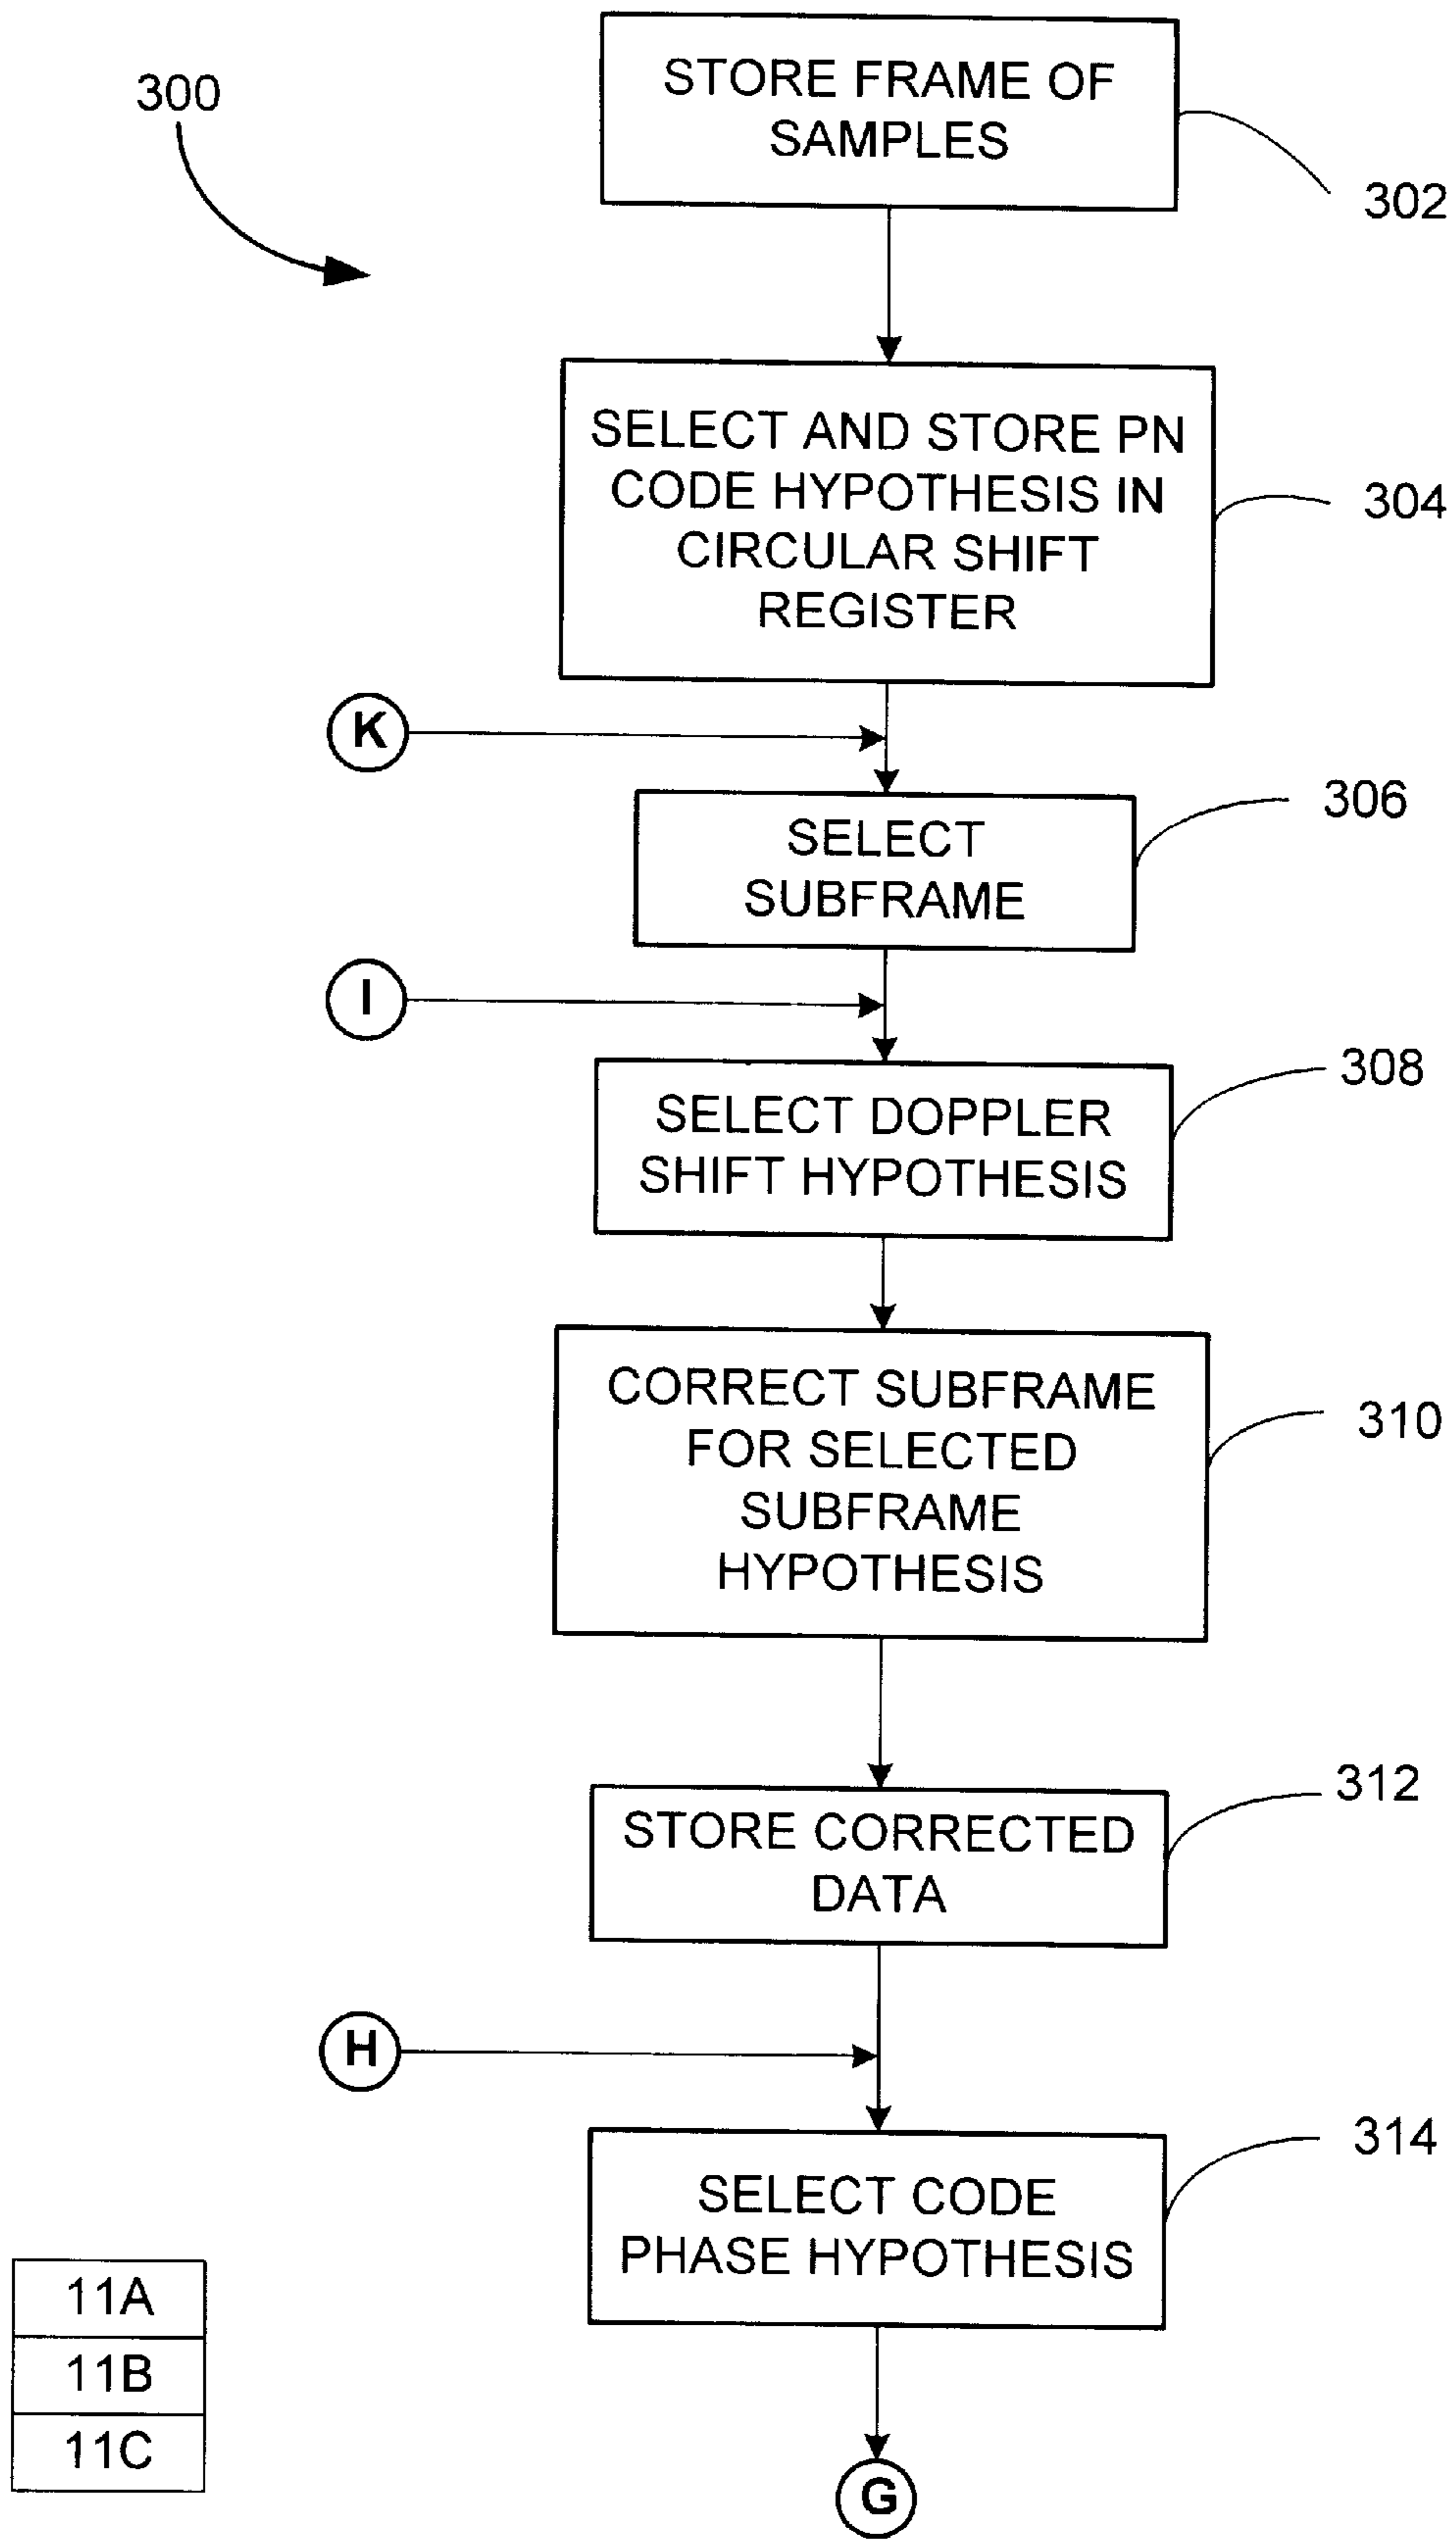 300
STORE FRAME OF
SAMPLES
302
SELECT AND STORE PN
CODE HYPOTHESIS IN
CIRCULAR SHIFT
REGISTER
304
K
SELECT
SUBFRAME
306
I
SELECT DOPPLER
SHIFT HYPOTHESIS
308
CORRECT SUBFRAME
FOR SELECTED
SUBFRAME
HYPOTHESIS
310
STORE CORRECTED
DATA
312
H
SELECT CODE
PHASE HYPOTHESIS
314
11A
11B
11C
G